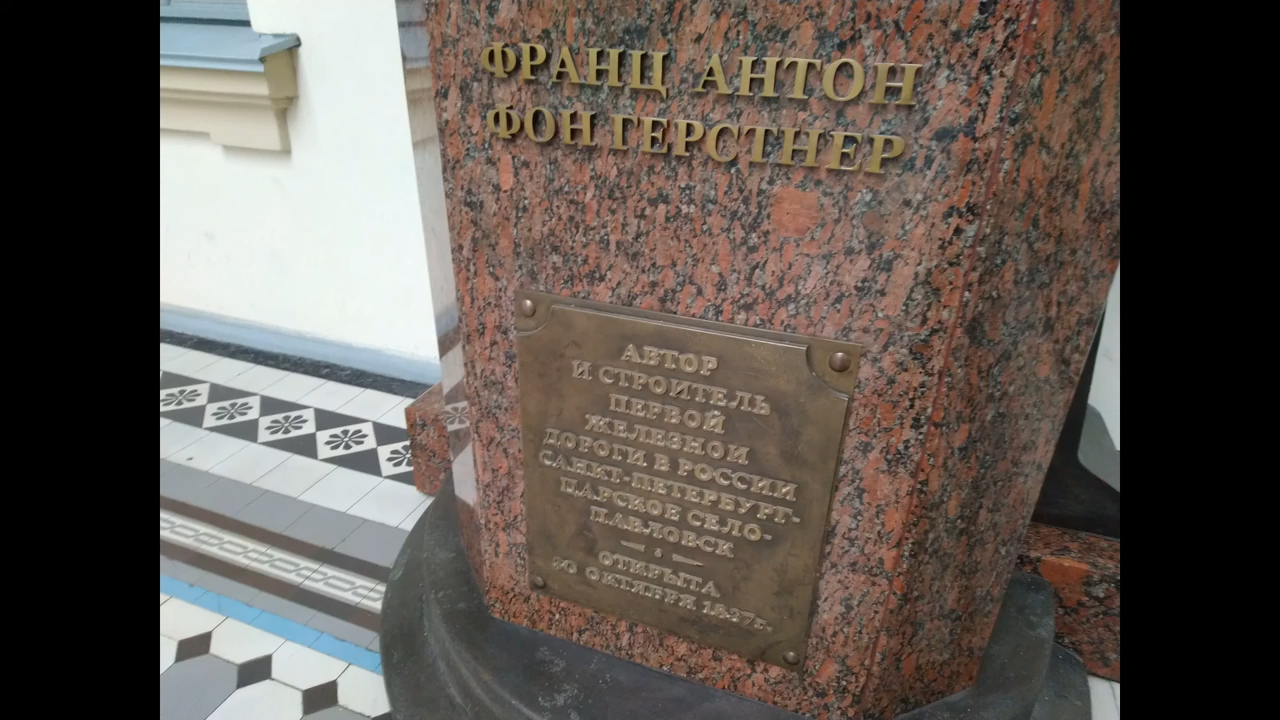 ФРАНЦ АНТОН
ФОН ГЕРСТНЕР
АВТОР
И СТРОИТЕЛЬ
ПЕРВОЙ
ЖЕЛЕЗНОЙ
ДОРОГИ В РОССИИ
САНКТ-ПЕТЕРБУРГ-
ЦАРСКОЕ СЕЛО-
ПАВЛОВСК
ОТКРЫТА
30 ОКТЯБРЯ 1837г.